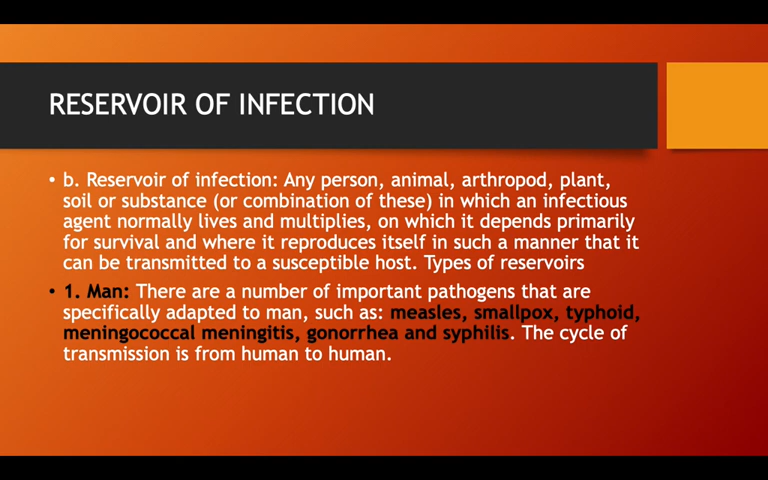 RESERVOIR OF INFECTION
• b. Reservoir of infection: Any person, animal, arthropod, plant,
soil or substance (or combination of these) in which an infectious
agent normally lives and multiplies, on which it depends primarily
for survival and where it reproduces itself in such a manner that it
can be transmitted to a susceptible host. Types of reservoirs
• 1. Man: There are a number of important pathogens that are
specifically adapted to man, such as: measles, smallpox, typhoid,
meningococcal meningitis, gonorrhea and syphilis. The cycle of
transmission is from human to human.